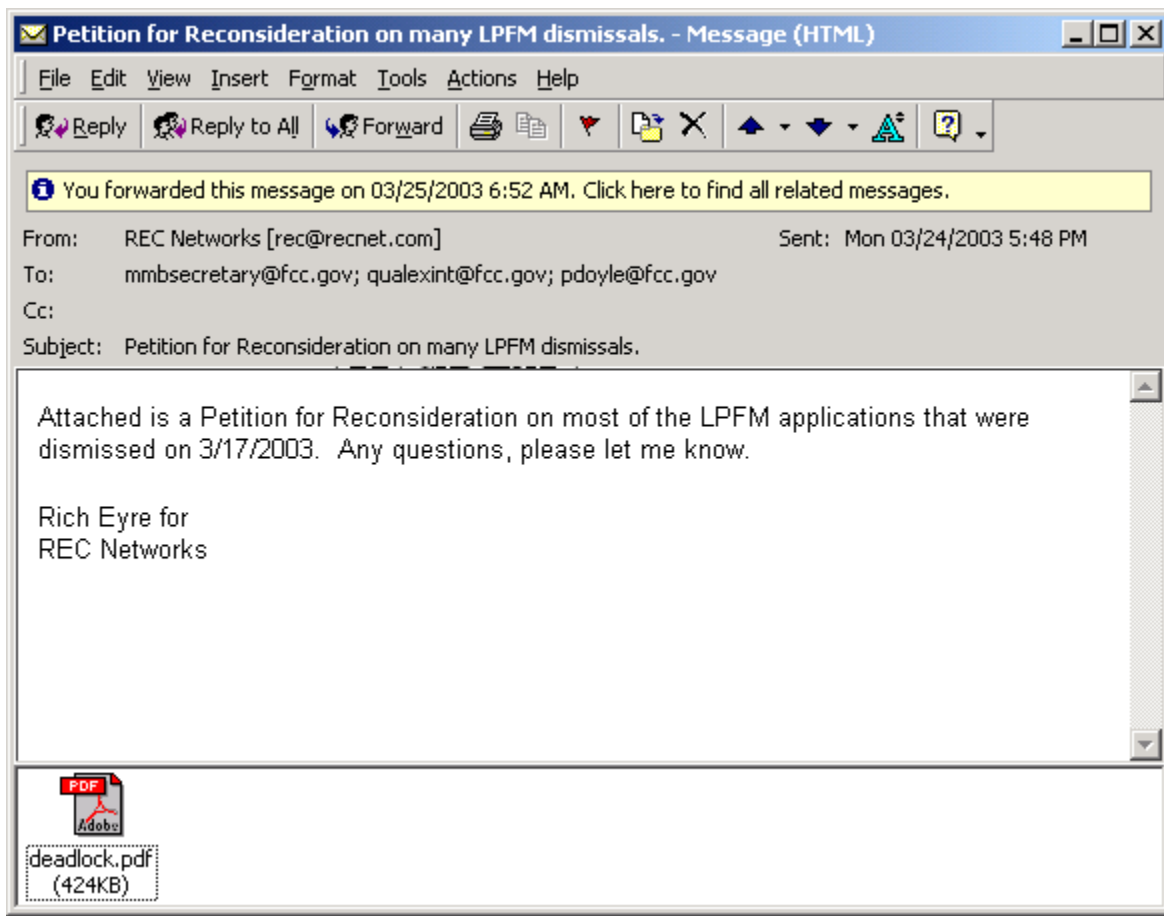 Petition for Reconsideration on many LPFM dismissals. - Message (HTML)
File Edit View Insert Format Tools Actions Help
Reply Reply to All Forward
You forwarded this message on 03/25/2003 6:52 AM. Click here to find all related messages.
From: REC Networks [rec@recnet.com] Sent: Mon 03/24/2003 5:48 PM
To: mmbsecretary@fcc.gov; qualexint@fcc.gov; pdoyle@fcc.gov
Cc:
Subject: Petition for Reconsideration on many LPFM dismissals.
Attached is a Petition for Reconsideration on most of the LPFM applications that were
dismissed on 3/17/2003. Any questions, please let me know.
Rich Eyre for
REC Networks
PDF
Adobe
deadlock.pdf
(424KB)